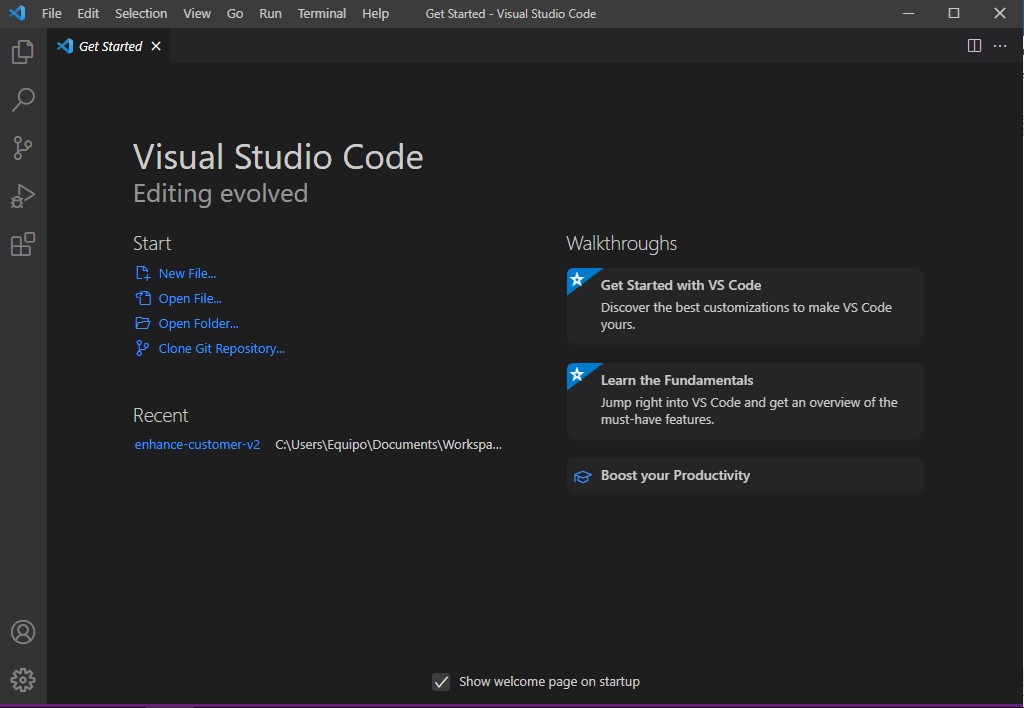 File Edit Selection View Go Run Terminal Help Get Started - Visual Studio Code
Get Started
Visual Studio Code
Editing evolved
Start
New File...
Open File...
Open Folder...
Clone Git Repository...
Recent
enhance-customer-v2 C:\Users\Equipo\Documents\Workspa...
Walkthroughs
Get Started with VS Code
Discover the best customizations to make VS Code
yours.
Learn the Fundamentals
Jump right into VS Code and get an overview of the
must-have features.
Boost your Productivity
Show welcome page on startup